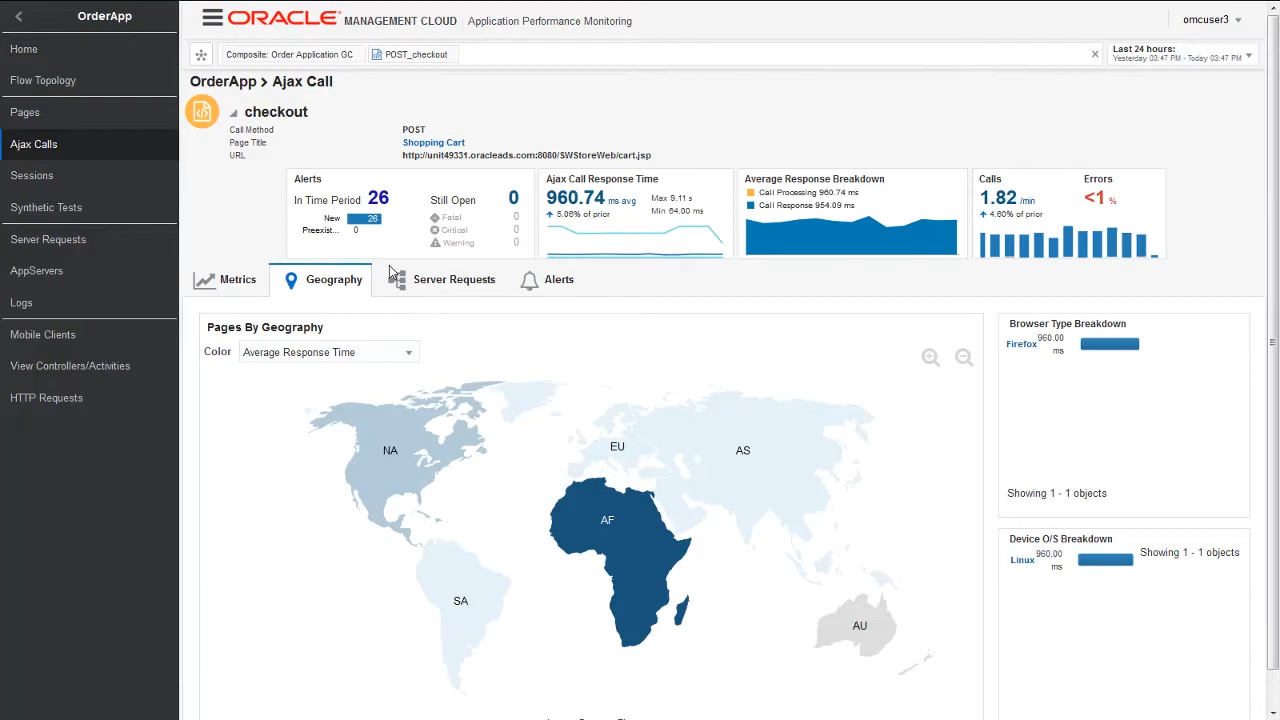 OrderApp
Home
Flow Topology
Pages
Ajax Calls
Sessions
Synthetic Tests
Server Requests
AppServers
Logs
Mobile Clients
View Controllers/Activities
HTTP Requests
ORACLE MANAGEMENT CLOUD Application Performance Monitoring
omcuser3
Composite: Order Application GC
POST_checkout
Last 24 hours:
Yesterday 03:47 PM - Today 03:47 PM
OrderApp > Ajax Call
checkout
Call Method POST
Page Title Shopping Cart
URL http://unit49331.oracleads.com:8080/SWStoreWeb/cart.jsp
Alerts
In Time Period 26
New 26
Preexist... 0
Still Open 0
Fatal 0
Critical 0
Warning 0
Ajax Call Response Time
960.74 ms avg
5.06% of prior
Max 9.11 s
Min 64.00 ms
Average Response Breakdown
Call Processing 960.74 ms
Call Response 954.09 ms
Calls
1.82 /min
4.60% of prior
Errors
<1 %
Metrics
Geography
Server Requests
Alerts
Pages By Geography
Color Average Response Time
NA
EU
AS
AF
SA
AU
Browser Type Breakdown
Firefox 960.00 ms
Showing 1 - 1 objects
Device O/S Breakdown
Linux 960.00 ms
Showing 1 - 1 objects